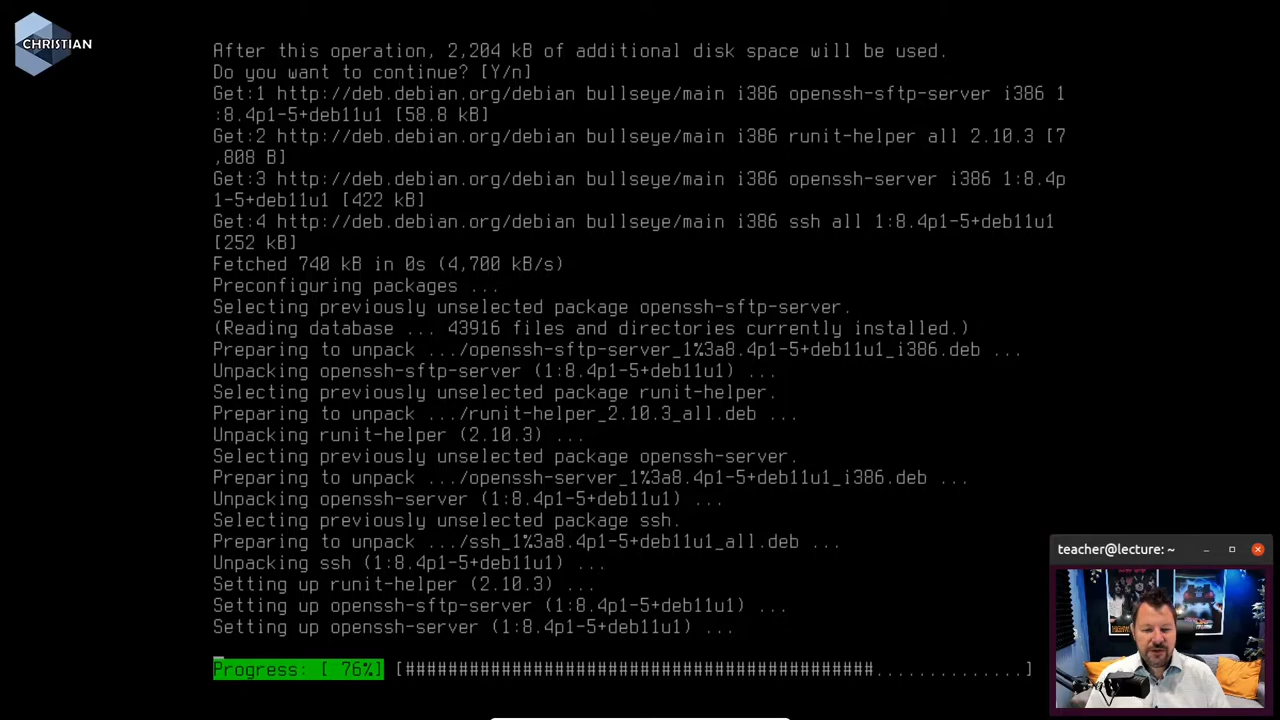 CHRISTIAN
After this operation, 2,204 kB of additional disk space will be used.
Do you want to continue? [Y/n]
Get:1 http://deb.debian.org/debian bullseye/main i386 openssh-sftp-server i386 1
:8.4p1-5+deb11u1 [58.8 kB]
Get:2 http://deb.debian.org/debian bullseye/main i386 runit-helper all 2.10.3 [7
,808 B]
Get:3 http://deb.debian.org/debian bullseye/main i386 openssh-server i386 1:8.4p
1-5+deb11u1 [422 kB]
Get:4 http://deb.debian.org/debian bullseye/main i386 ssh all 1:8.4p1-5+deb11u1
[252 kB]
Fetched 740 kB in 0s (4,700 kB/s)
Preconfiguring packages ...
Selecting previously unselected package openssh-sftp-server.
(Reading database ... 43916 files and directories currently installed.)
Preparing to unpack .../openssh-sftp-server_1%3a8.4p1-5+deb11u1_i386.deb ...
Unpacking openssh-sftp-server (1:8.4p1-5+deb11u1) ...
Selecting previously unselected package runit-helper.
Preparing to unpack .../runit-helper_2.10.3_all.deb ...
Unpacking runit-helper (2.10.3) ...
Selecting previously unselected package openssh-server.
Preparing to unpack .../openssh-server_1%3a8.4p1-5+deb11u1_i386.deb ...
Unpacking openssh-server (1:8.4p1-5+deb11u1) ...
Selecting previously unselected package ssh.
Preparing to unpack .../ssh_1%3a8.4p1-5+deb11u1_all.deb ...
Unpacking ssh (1:8.4p1-5+deb11u1) ...
Setting up runit-helper (2.10.3) ...
Setting up openssh-sftp-server (1:8.4p1-5+deb11u1) ...
Setting up openssh-server (1:8.4p1-5+deb11u1) ...
Progress: [ 76%] [############################################..............]
teacher@lecture: ~